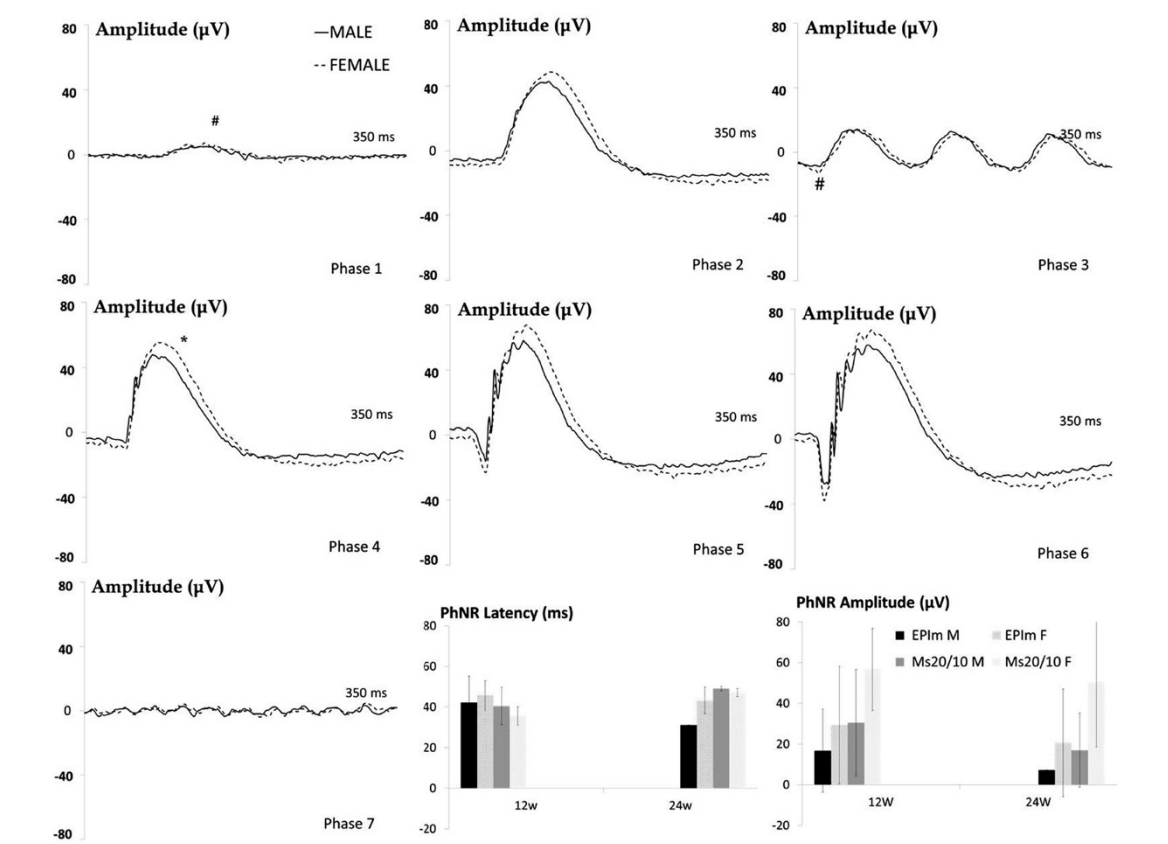 Amplitude (µV)
80
40
0
-40
-80
—MALE
--FEMALE
#
350 ms
Phase 1
Amplitude (µV)
80
40
0
-40
-80
350 ms
Phase 2
Amplitude (µV)
80
40
0
-40
-80
350 ms
#
Phase 3
Amplitude (µV)
80
40
0
-40
-80
*
350 ms
Phase 4
Amplitude (µV)
80
40
0
-40
-80
350 ms
Phase 5
Amplitude (µV)
80
40
0
-40
-80
350 ms
Phase 6
Amplitude (µV)
80
40
0
-40
-80
350 ms
Phase 7
PhNR Latency (ms)
80
60
40
20
0
-20
12w
24w
PhNR Amplitude (µV)
80
60
40
20
0
-20
EPIm M
EPIm F
Ms20/10 M
Ms20/10 F
12W
24W